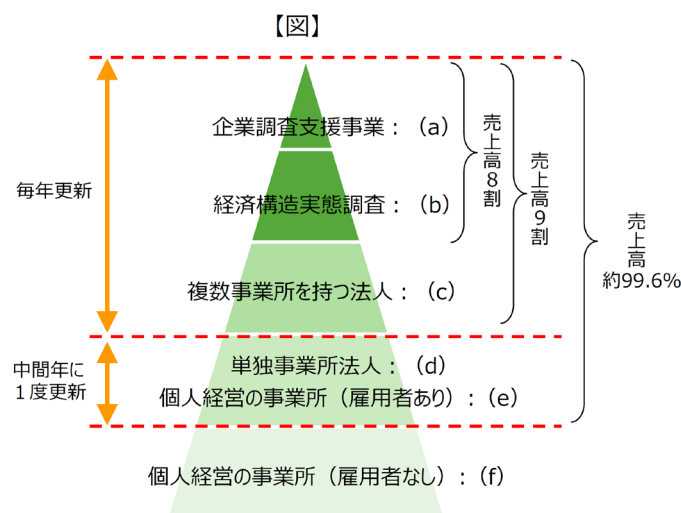 【図】
企業調査支援事業：（a）
経済構造実態調査：（b）
複数事業所を持つ法人：（c）
単独事業所法人：（d）
個人経営の事業所（雇用者あり）：（e）
個人経営の事業所（雇用者なし）：（f）
毎年更新
中間年に
１度更新
売上高８割
売上高９割
売上高
約99.6%